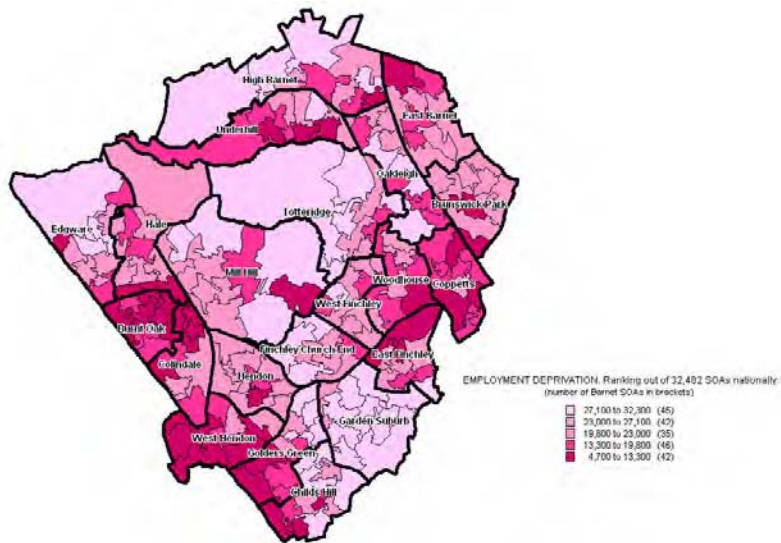 High Barnet
East Barnet
Underhill
Oakleigh
Brunswick Park
Totteridge
Edgware
Hale
Mill Hill
Woodhouse
Coppetts
West Finchley
Burnt Oak
Finchley Church End
East Finchley
Colindale
Hendon
Garden Suburb
West Hendon
Golders Green
Childs Hill
EMPLOYMENT DEPRIVATION. Ranking out of 32,482 SOAs nationally
(number of Barnet SOAs in brackets)
27,100 to 32,300 (45)
23,000 to 27,100 (42)
19,800 to 23,000 (35)
13,300 to 19,800 (46)
4,700 to 13,300 (42)